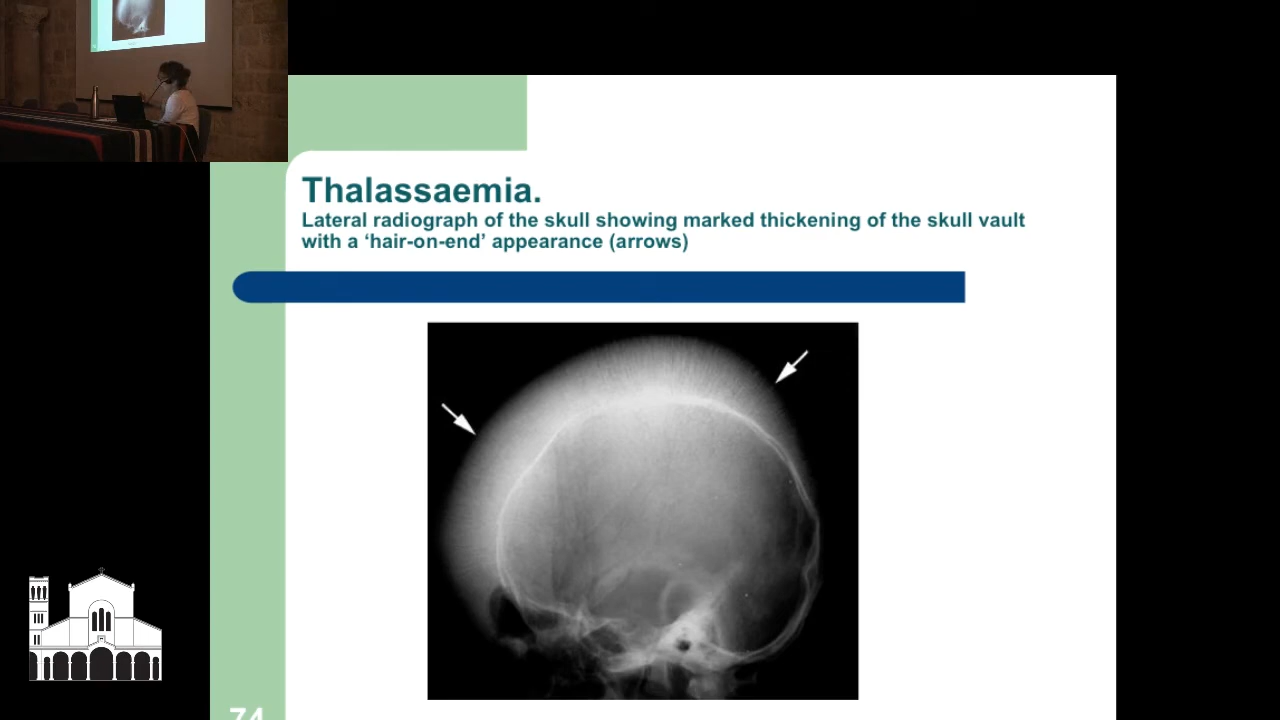 Thalassaemia.
Lateral radiograph of the skull showing marked thickening of the skull vault
with a ‘hair-on-end’ appearance (arrows)
74